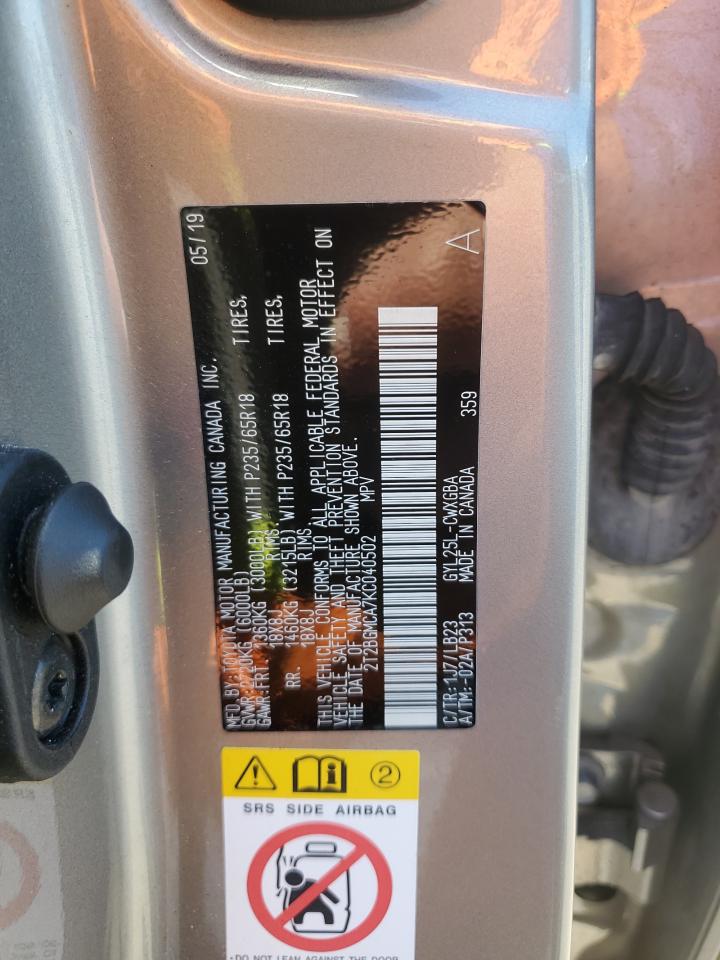 MFD. BY:TOYOTA MOTOR MANUFACTURING CANADA INC. 05/19
GVWR:2720KG (6000LB)
GAWR:FRT. 1360KG (3000LB) WITH P235/65R18 TIRES,
18X8J RIMS
RR. 1460KG (3215LB) WITH P235/65R18 TIRES,
18X8J RIMS
THIS VEHICLE CONFORMS TO ALL APPLICABLE FEDERAL MOTOR
VEHICLE SAFETY AND THEFT PREVENTION STANDARDS IN EFFECT ON
THE DATE OF MANUFACTURE SHOWN ABOVE.
2T2BGMCA7KC040502 MPV
C/TR:1J7/LB23 GYL25L-CWXGBA
A/TM:-02A/P313 MADE IN CANADA 359 A
2
SRS SIDE AIRBAG
•DO NOT LEAN AGAINST THE DOOR.